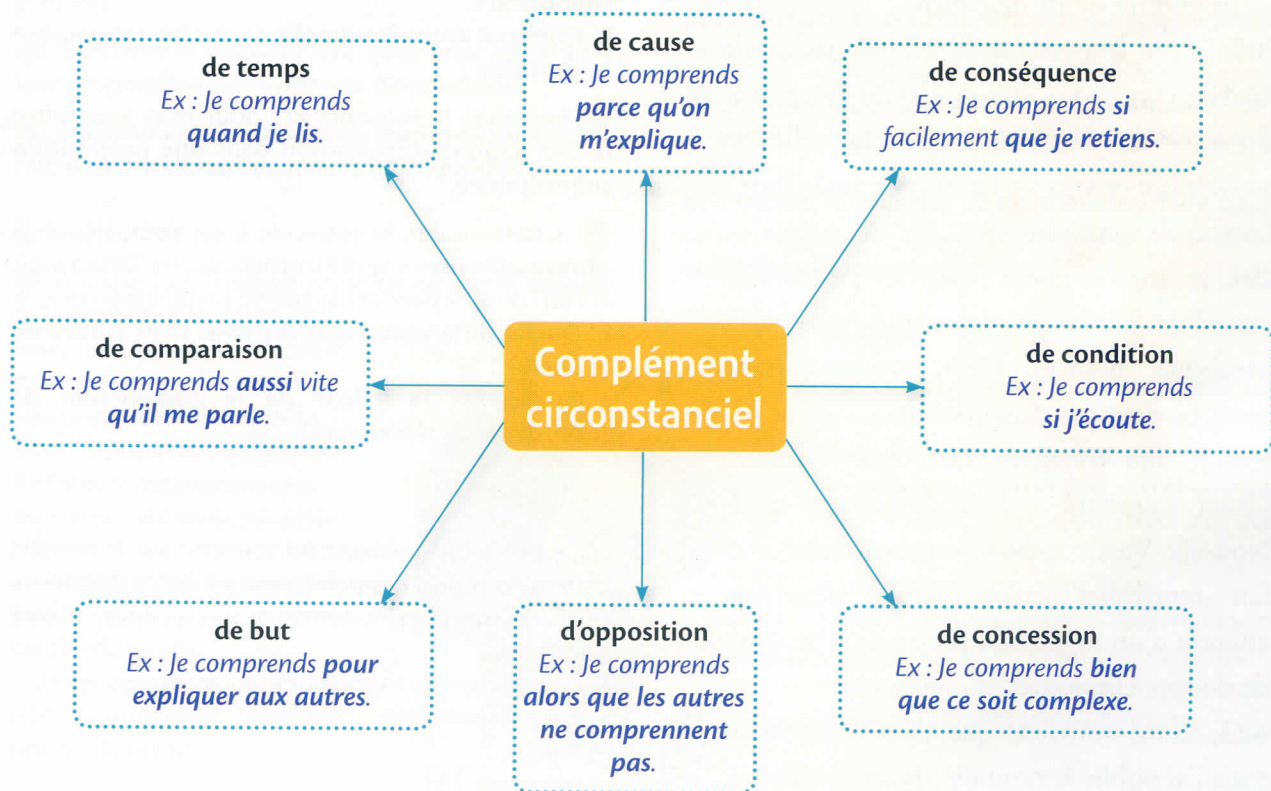 de temps
Ex : Je comprends
quand je lis.
de cause
Ex : Je comprends
parce qu'on
m'explique.
de conséquence
Ex : Je comprends si
facilement que je retiens.
de comparaison
Ex : Je comprends aussi vite
qu'il me parle.
Complément
circonstanciel
de condition
Ex : Je comprends
si j'écoute.
de but
Ex : Je comprends pour
expliquer aux autres.
d'opposition
Ex : Je comprends
alors que les autres
ne comprennent
pas.
de concession
Ex : Je comprends bien
que ce soit complexe.